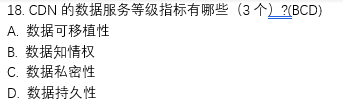 18. CDN 的数据服务等级指标有哪些（3 个）?(BCD)
A. 数据可移植性
B. 数据知情权
C. 数据私密性
D. 数据持久性